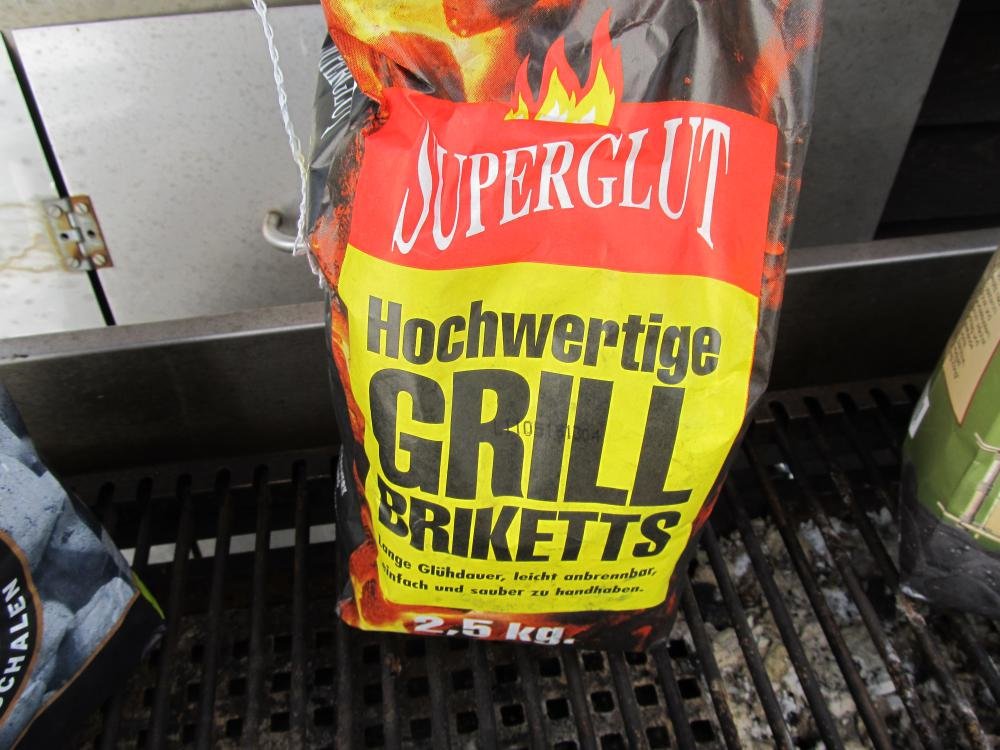 SUPERGLUT
Hochwertige
GRILL
BRIKETTS
Lange Glühdauer, leicht anbrennbar,
einfach und sauber zu handhaben.
2,5 kg.